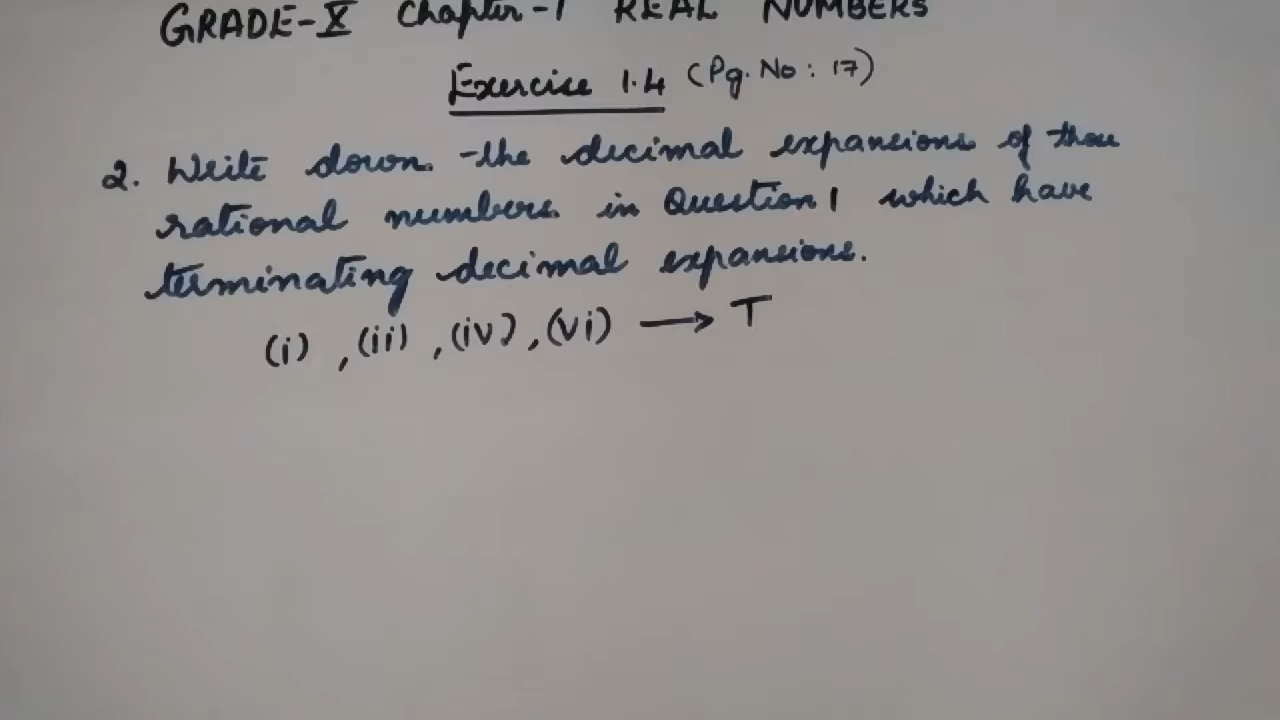 GRADE-X Chapter-1 REAL NUMBERS
Exercise 1.4 (Pg. No: 17)
2. Write down the decimal expansions of those
rational numbers in Question 1 which have
terminating decimal expansions.
(i), (ii), (iv), (vi) → T